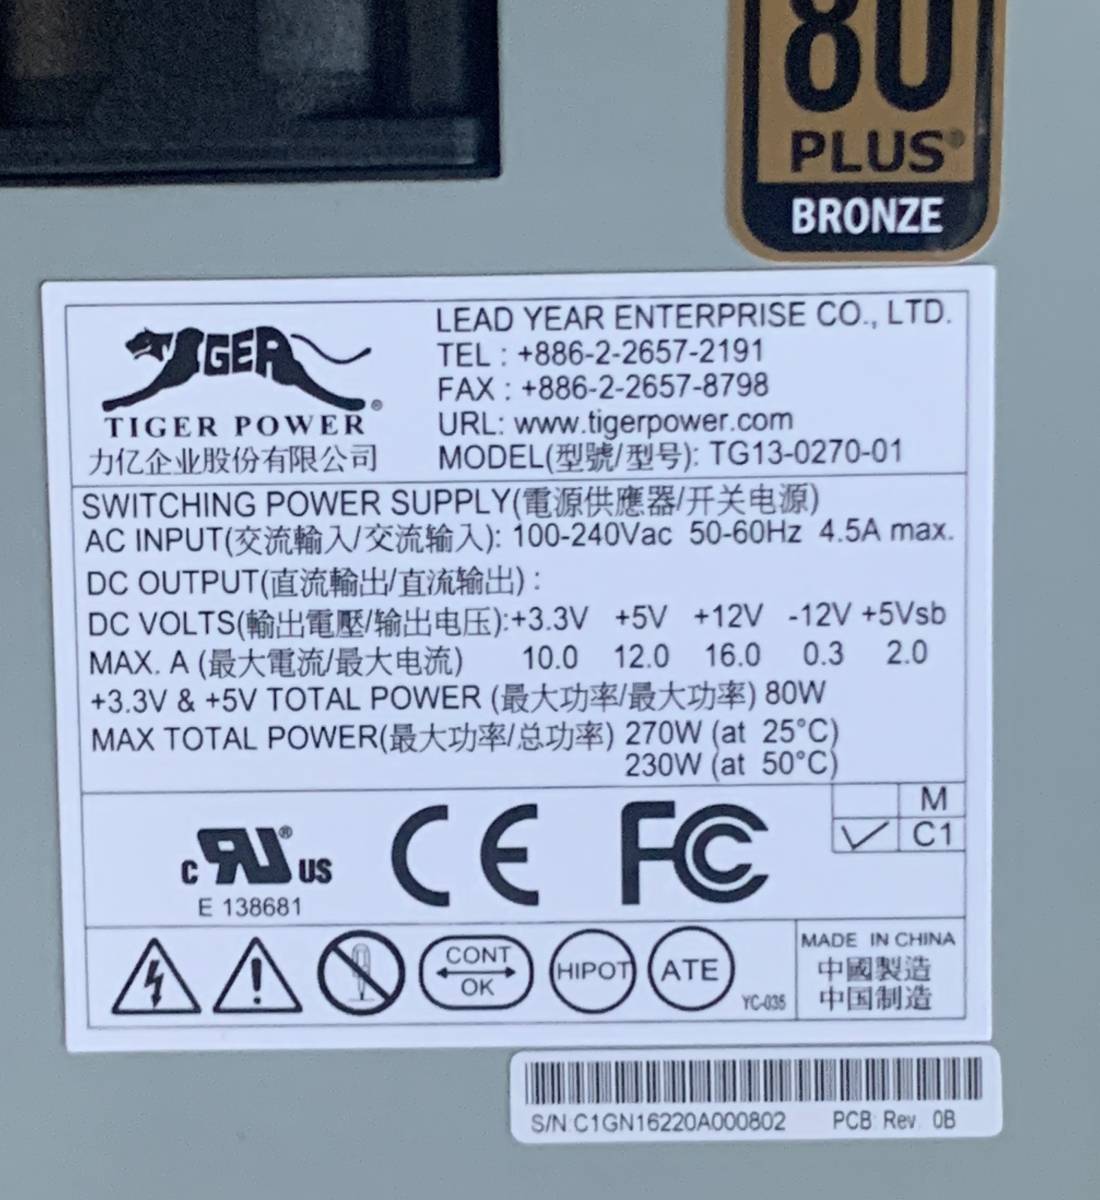 80
PLUS®
BRONZE
TIGER
®
TIGER POWER
力亿企业股份有限公司
LEAD YEAR ENTERPRISE CO., LTD.
TEL : +886-2-2657-2191
FAX : +886-2-2657-8798
URL: www.tigerpower.com
MODEL(型號/型号): TG13-0270-01
SWITCHING POWER SUPPLY(電源供應器/开关电源)
AC INPUT(交流輸入/交流输入): 100-240Vac 50-60Hz 4.5A max.
DC OUTPUT(直流輸出/直流输出) :
DC VOLTS(輸出電壓/输出电压):+3.3V +5V +12V -12V +5Vsb
MAX. A (最大電流/最大电流) 10.0 12.0 16.0 0.3 2.0
+3.3V & +5V TOTAL POWER (最大功率/最大功率) 80W
MAX TOTAL POWER(最大功率/总功率) 270W (at 25°C)
230W (at 50°C)
M
C1
c RU® US
E 138681
CE
FC
CONT
OK
HIPOT
ATE
YC-035
MADE IN CHINA
中國製造
中国制造
S/N:C1GN16220A000802 PCB: Rev. 0B